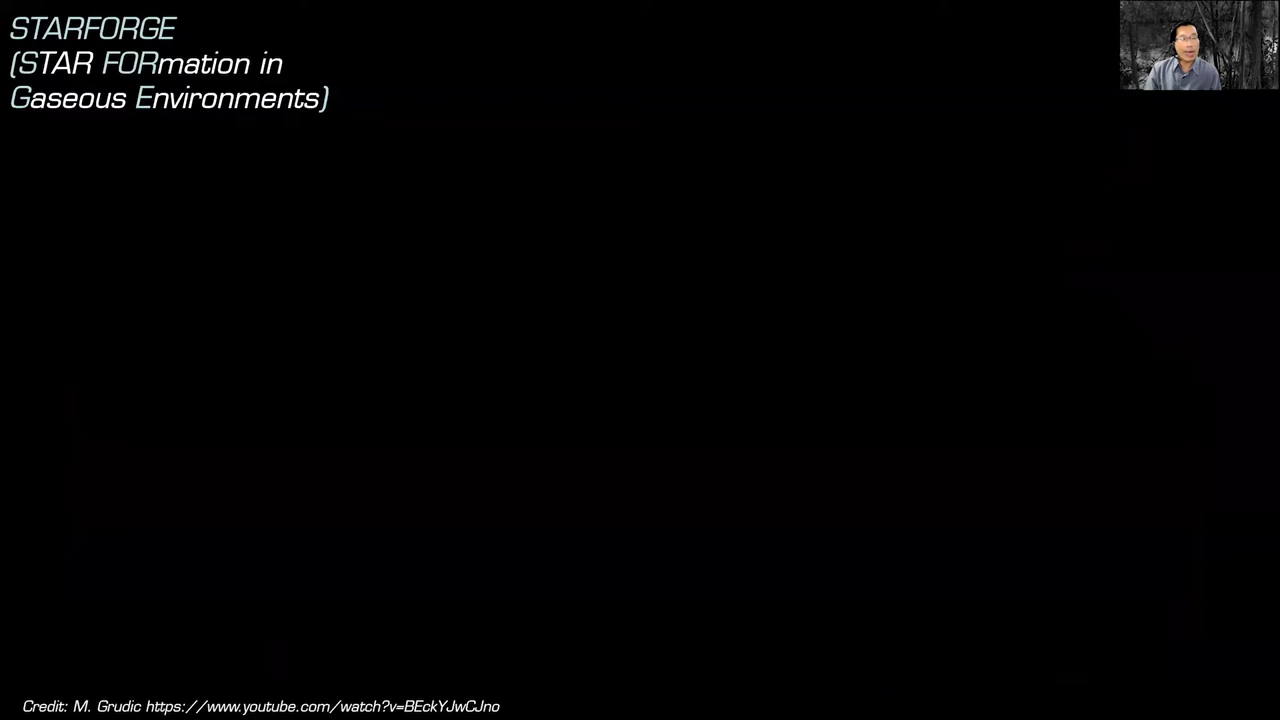 STARFORGE
(STAR FORmation in
Gaseous Environments)
Credit: M. Grudic https://www.youtube.com/watch?v=BEckYJwCJno